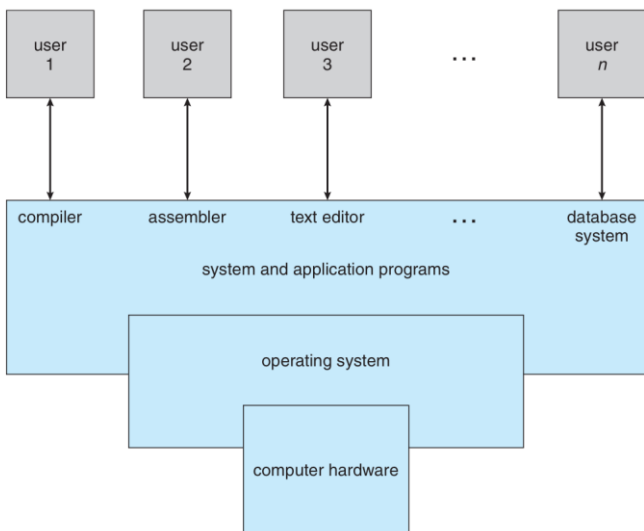 user
1
user
2
user
3
...
user
n
compiler
assembler
text editor
...
database
system
system and application programs
operating system
computer hardware